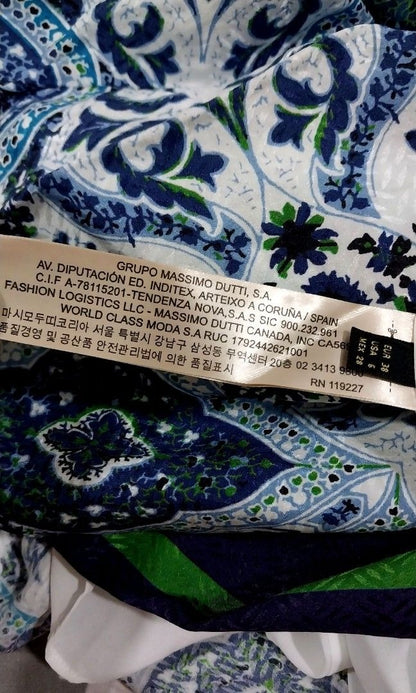 GRUPO MASSIMO DUTTI, S.A.
AV. DIPUTACIÓN ED. INDITEX, ARTEIXO A CORUÑA / SPAIN
C.I.F A-78115201-TENDENZA NOVA,S.A.S SIC 900.232.961
FASHION LOGISTICS LLC - MASSIMO DUTTI CANADA, INC
WORLD CLASS MODA S.A RUC 1792442621001
마시모두띠코리아 서울 특별시 강남구 삼성동 무역센터 20층 02 3413
품질경영 및 공산품 안전관리법에 의한 품질표시
RN 119227
EUR 38
USA 6
MEX 28